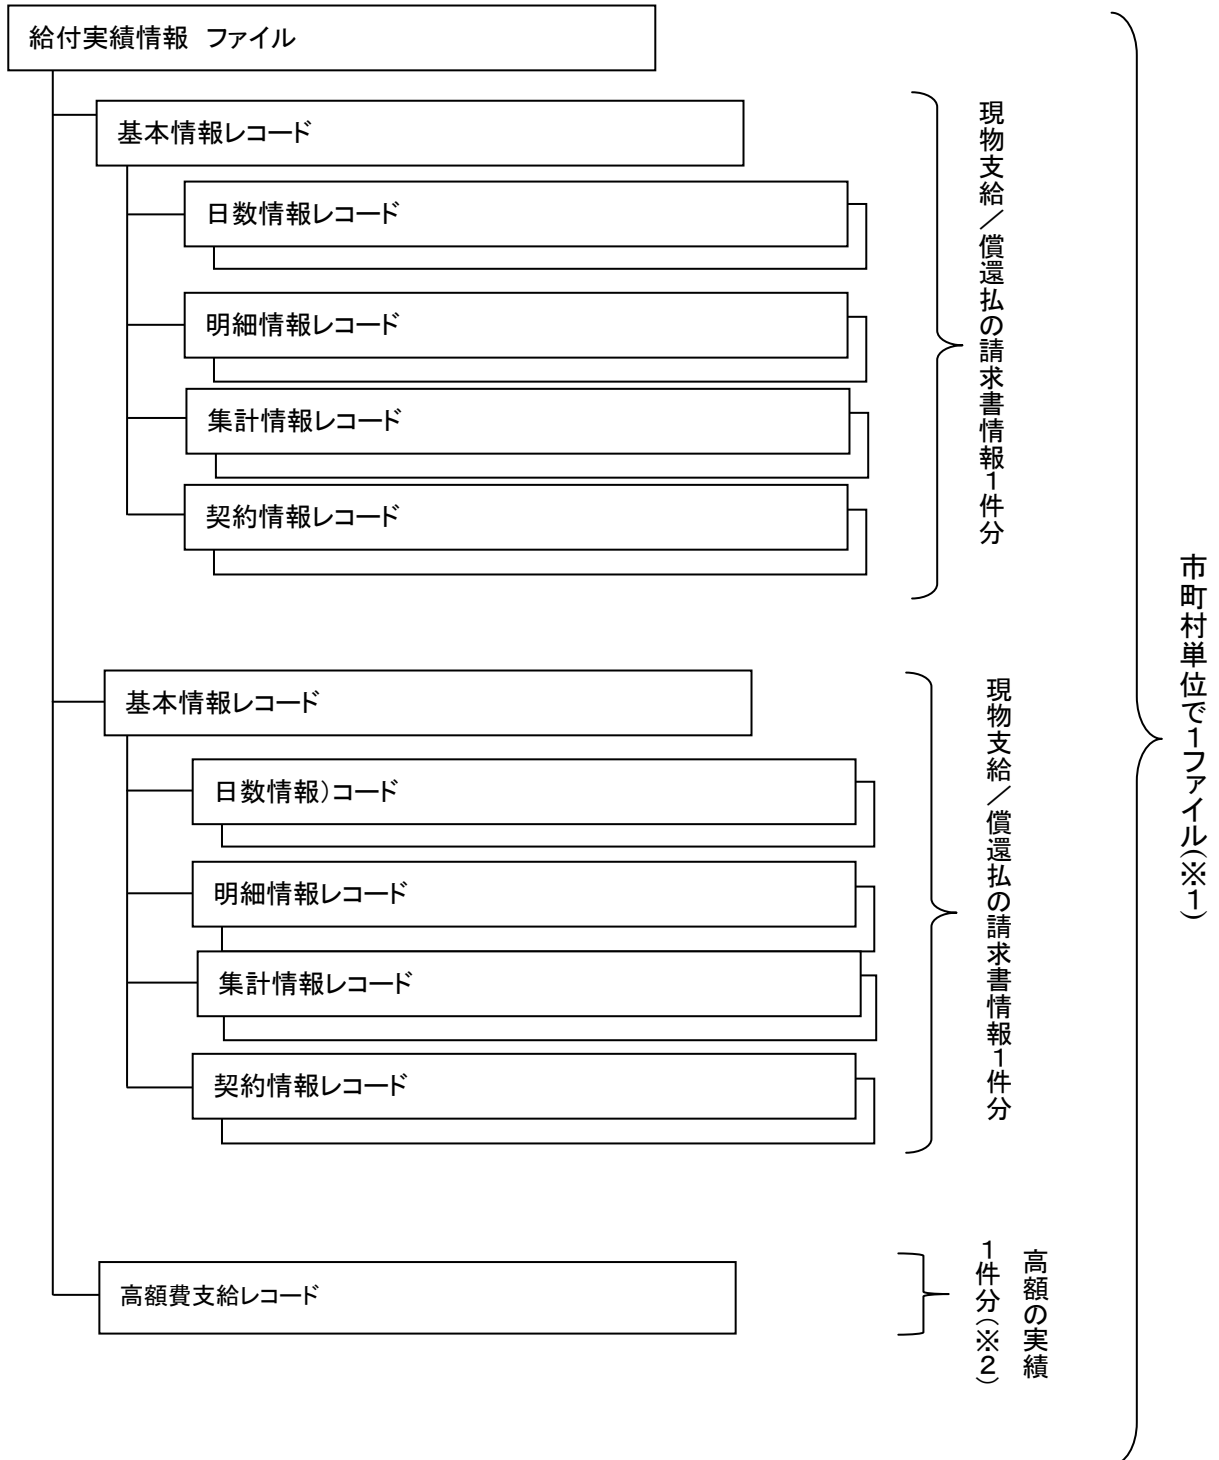 給付実績情報　ファイル
基本情報レコード
日数情報レコード
明細情報レコード
集計情報レコード
契約情報レコード
現物支給／償還払の請求書情報１件分
基本情報レコード
日数情報）コード
明細情報レコード
集計情報レコード
契約情報レコード
現物支給／償還払の請求書情報１件分
高額費支給レコード
高額の実績
１件分（※２）
市町村単位で１ファイル（※１）